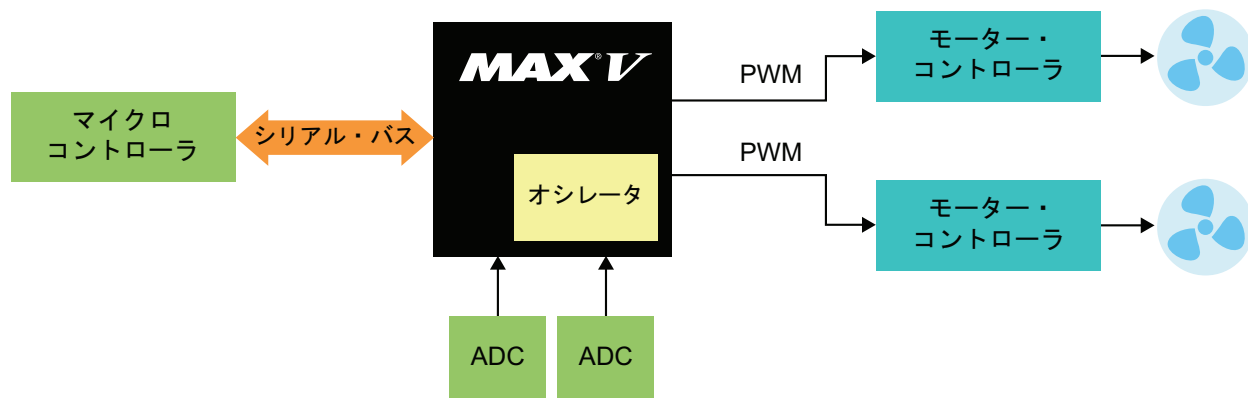 マイクロ
コントローラ
シリアル・バス
MAX® V
オシレータ
ADC
ADC
PWM
PWM
モーター・
コントローラ
モーター・
コントローラ